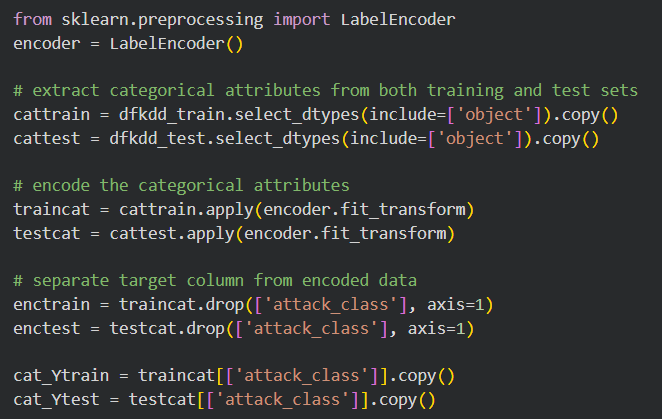 from sklearn.preprocessing import LabelEncoder
encoder = LabelEncoder()

# extract categorical attributes from both training and test sets
cattrain = dfkdd_train.select_dtypes(include=['object']).copy()
cattest = dfkdd_test.select_dtypes(include=['object']).copy()

# encode the categorical attributes
traincat = cattrain.apply(encoder.fit_transform)
testcat = cattest.apply(encoder.fit_transform)

# separate target column from encoded data
enctrain = traincat.drop(['attack_class'], axis=1)
enctest = testcat.drop(['attack_class'], axis=1)

cat_Ytrain = traincat[['attack_class']].copy()
cat_Ytest = testcat[['attack_class']].copy()